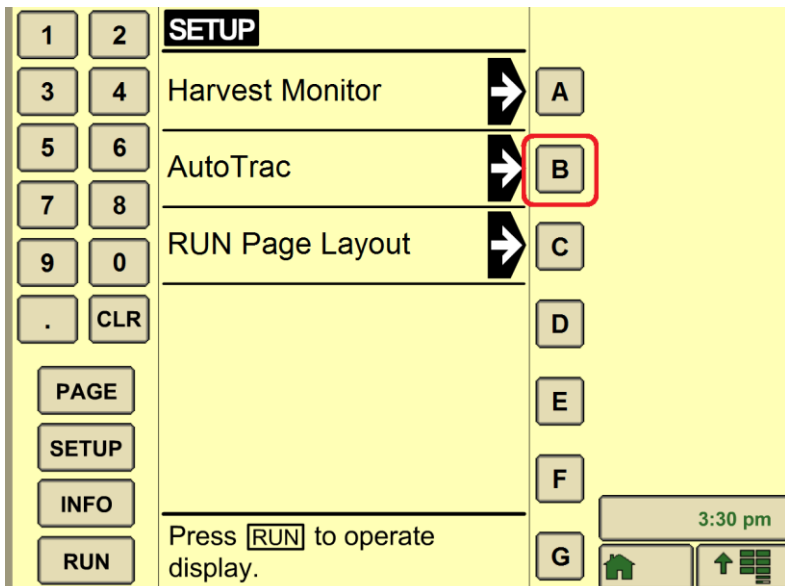 1 2
SETUP
3 4
Harvest Monitor
A
5 6
AutoTrac
B
7 8
RUN Page Layout
C
9 0
. CLR
D
PAGE
E
SETUP
F
INFO
3:30 pm
Press RUN to operate
display.
RUN
G